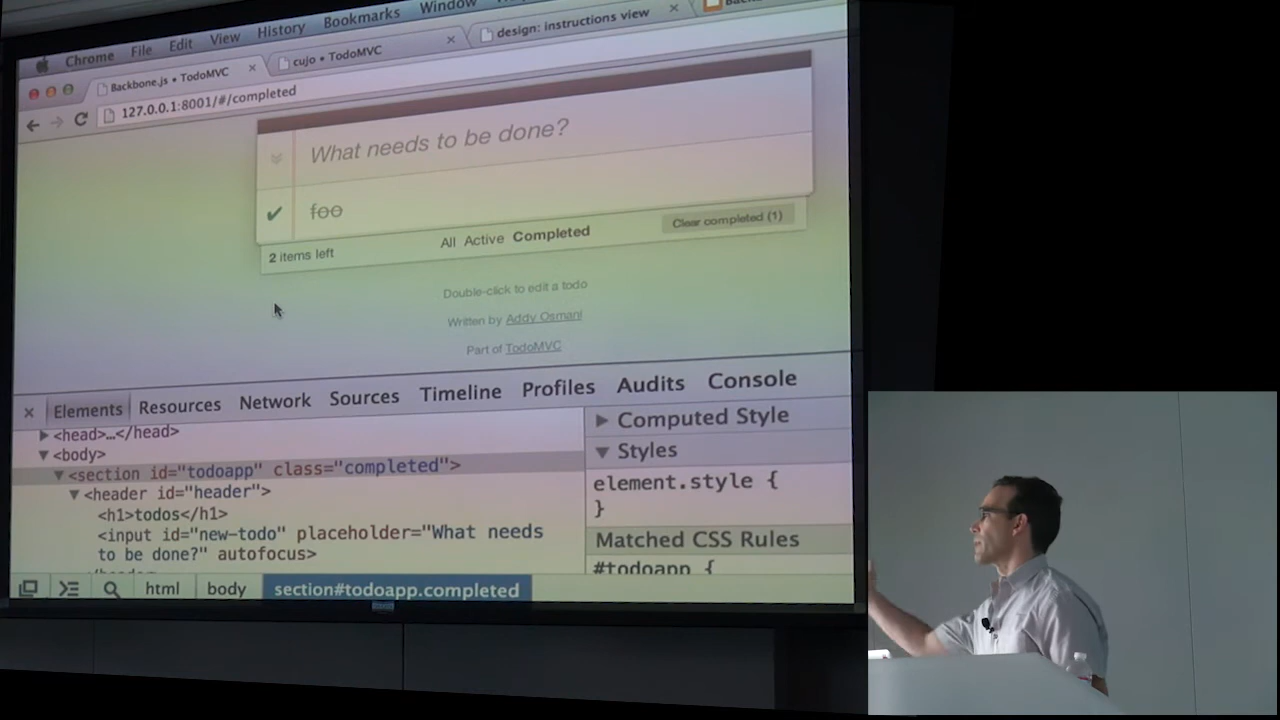 Chrome File Edit View History Bookmarks Window
Backbone.js • TodoMVC
cujo • TodoMVC
design: instructions view
127.0.0.1:8001/#/completed
What needs to be done?
foo
2 items left
All Active Completed
Clear completed (1)
Double-click to edit a todo
Written by Addy Osmani
Part of TodoMVC
Elements Resources Network Sources Timeline Profiles Audits Console
<head>…</head>
<body>
<section id="todoapp" class="completed">
<header id="header">
<h1>todos</h1>
<input id="new-todo" placeholder="What needs
to be done?" autofocus>
Computed Style
Styles
element.style {
}
Matched CSS Rules
#todoapp {
html body section#todoapp.completed